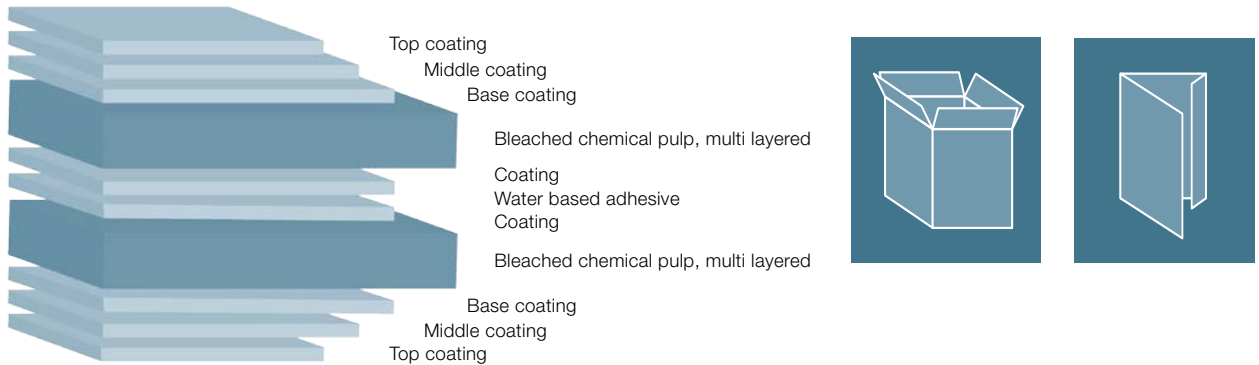 Top coating
Middle coating
Base coating
Bleached chemical pulp, multi layered
Coating
Water based adhesive
Coating
Bleached chemical pulp, multi layered
Base coating
Middle coating
Top coating